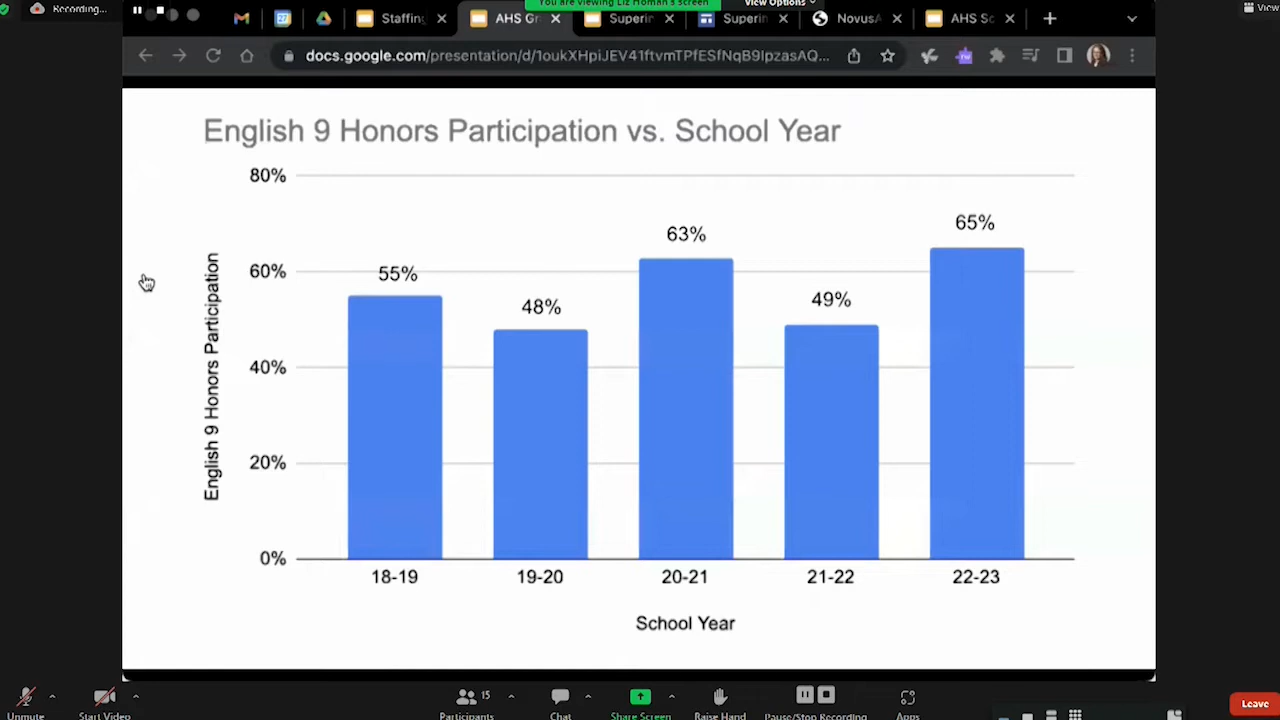 Recording...
You are viewing Liz Homan's screen
View Options
View
Staffing
AHS Gr
Superin
Superin
NovusA
AHS Sc
docs.google.com/presentation/d/1oukXHpiJEV41ftvmTPfESfNqB9IpzasAQ...
English 9 Honors Participation vs. School Year
80%
60%
40%
20%
0%
English 9 Honors Participation
55%
48%
63%
49%
65%
18-19
19-20
20-21
21-22
22-23
School Year
Unmute
Start Video
15
Participants
Chat
Share Screen
Raise Hand
Pause/Stop Recording
Apps
Leave